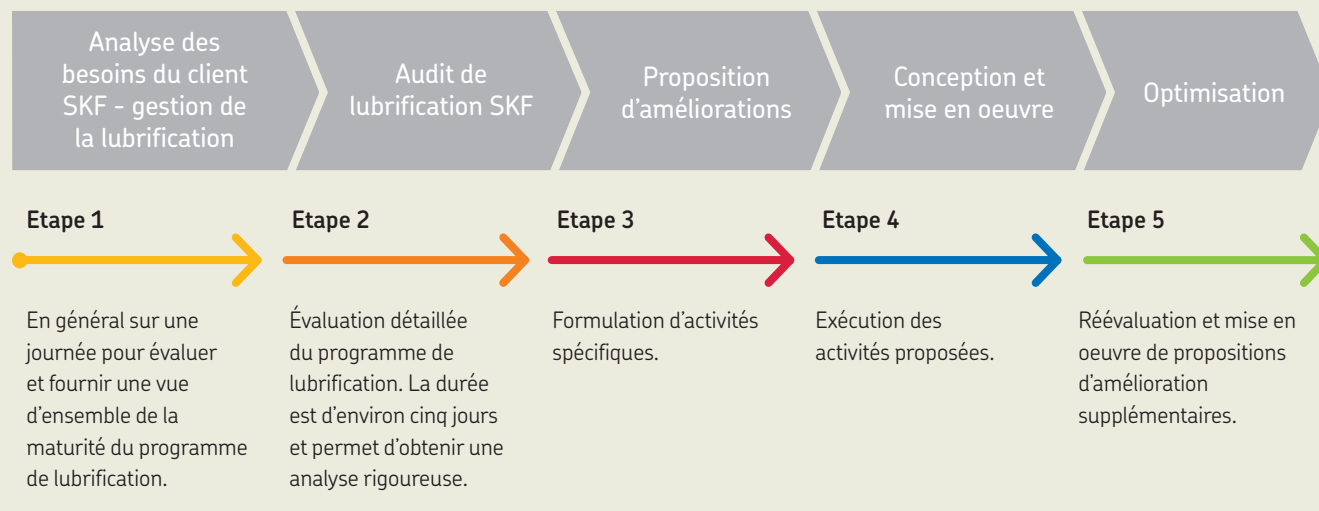 Analyse des
besoins du client
SKF - gestion de
la lubrification
Audit de
lubrification SKF
Proposition
d'améliorations
Conception et
mise en oeuvre
Optimisation
Etape 1
Etape 2
Etape 3
Etape 4
Etape 5
En général sur une
journée pour évaluer
et fournir une vue
d'ensemble de la
maturité du programme
de lubrification.
Évaluation détaillée
du programme de
lubrification. La durée
est d'environ cinq jours
et permet d'obtenir une
analyse rigoureuse.
Formulation d'activités
spécifiques.
Exécution des
activités proposées.
Réévaluation et mise en
oeuvre de propositions
d'amélioration
supplémentaires.